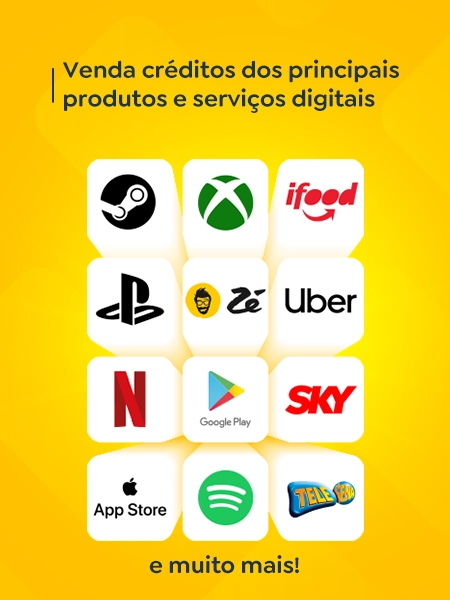 Venda créditos dos principais
produtos e serviços digitais
ifood
Zé
Uber
N
Google Play
SKY
App Store
TELE SENA
e muito mais!